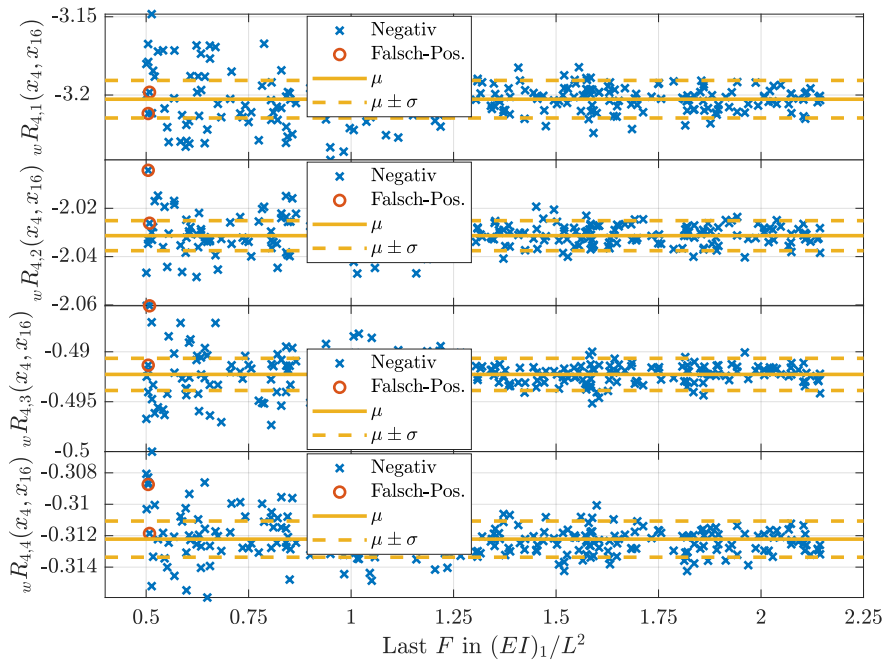 -3.15
-3.2
wR4,1(x4, x16)
Negativ
Falsch-Pos.
μ
μ ± σ
-2.02
-2.04
-2.06
wR4,2(x4, x16)
Negativ
Falsch-Pos.
μ
μ ± σ
-0.49
-0.495
-0.5
wR4,3(x4, x16)
Negativ
Falsch-Pos.
μ
μ ± σ
-0.308
-0.31
-0.312
-0.314
wR4,4(x4, x16)
Negativ
Falsch-Pos.
μ
μ ± σ
0.5 0.75 1 1.25 1.5 1.75 2 2.25
Last F in (EI)1/L²